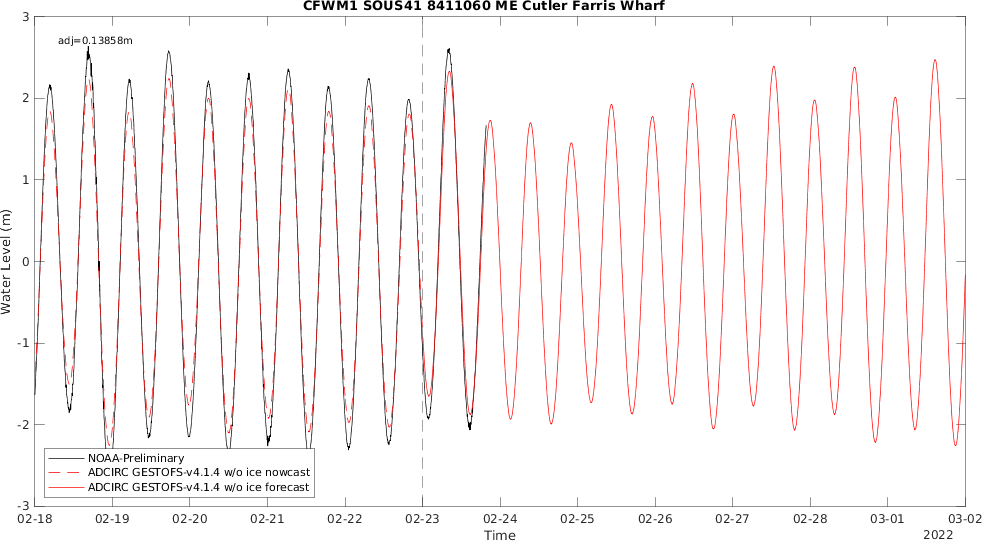 CFWM1 SOUS41 8411060 ME Cutler Farris Wharf
adj=0.13858m
3
2
1
0
-1
-2
-3
Water Level (m)
NOAA-Preliminary
ADCIRC GESTOFS-v4.1.4 w/o ice nowcast
ADCIRC GESTOFS-v4.1.4 w/o ice forecast
02-18 02-19 02-20 02-21 02-22 02-23 02-24 02-25 02-26 02-27 02-28 03-01 03-02
Time
2022